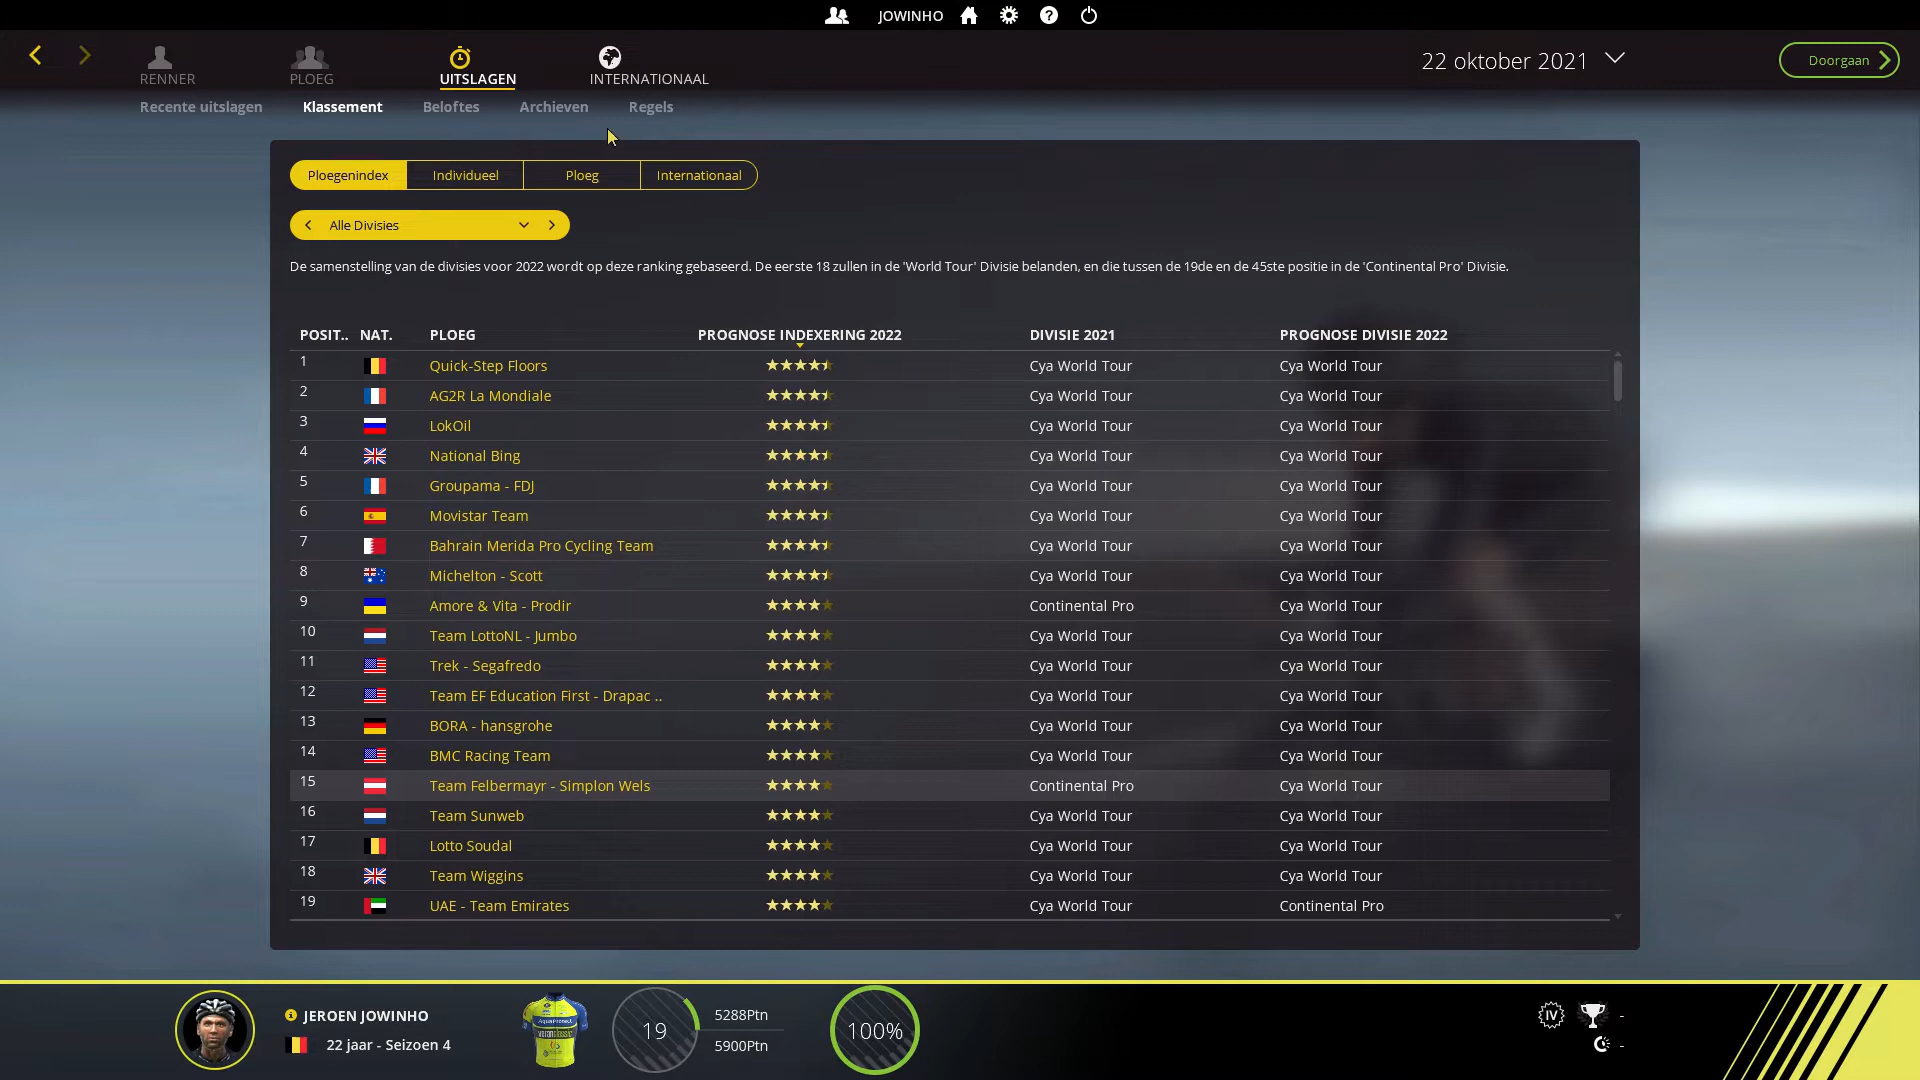 JOWINHO
RENNER
PLOEG
UITSLAGEN
INTERNATIONAAL
22 oktober 2021
Doorgaan
Recente uitslagen Klassement Beloftes Archieven Regels
Ploegenindex Individueel Ploeg Internationaal
Alle Divisies
De samenstelling van de divisies voor 2022 wordt op deze ranking gebaseerd. De eerste 18 zullen in de 'World Tour' Divisie belanden, en die tussen de 19de en de 45ste positie in de 'Continental Pro' Divisie.
POSIT.. NAT. PLOEG PROGNOSE INDEXERING 2022 DIVISIE 2021 PROGNOSE DIVISIE 2022
1 Quick-Step Floors Cya World Tour Cya World Tour
2 AG2R La Mondiale Cya World Tour Cya World Tour
3 LokOil Cya World Tour Cya World Tour
4 National Bing Cya World Tour Cya World Tour
5 Groupama - FDJ Cya World Tour Cya World Tour
6 Movistar Team Cya World Tour Cya World Tour
7 Bahrain Merida Pro Cycling Team Cya World Tour Cya World Tour
8 Michelton - Scott Cya World Tour Cya World Tour
9 Amore & Vita - Prodir Continental Pro Cya World Tour
10 Team LottoNL - Jumbo Cya World Tour Cya World Tour
11 Trek - Segafredo Cya World Tour Cya World Tour
12 Team EF Education First - Drapac .. Cya World Tour Cya World Tour
13 BORA - hansgrohe Cya World Tour Cya World Tour
14 BMC Racing Team Cya World Tour Cya World Tour
15 Team Felbermayr - Simplon Wels Continental Pro Cya World Tour
16 Team Sunweb Cya World Tour Cya World Tour
17 Lotto Soudal Cya World Tour Cya World Tour
18 Team Wiggins Cya World Tour Cya World Tour
19 UAE - Team Emirates Cya World Tour Continental Pro
JEROEN JOWINHO
22 jaar - Seizoen 4
19
5288Ptn
5900Ptn
100%
IV -
-